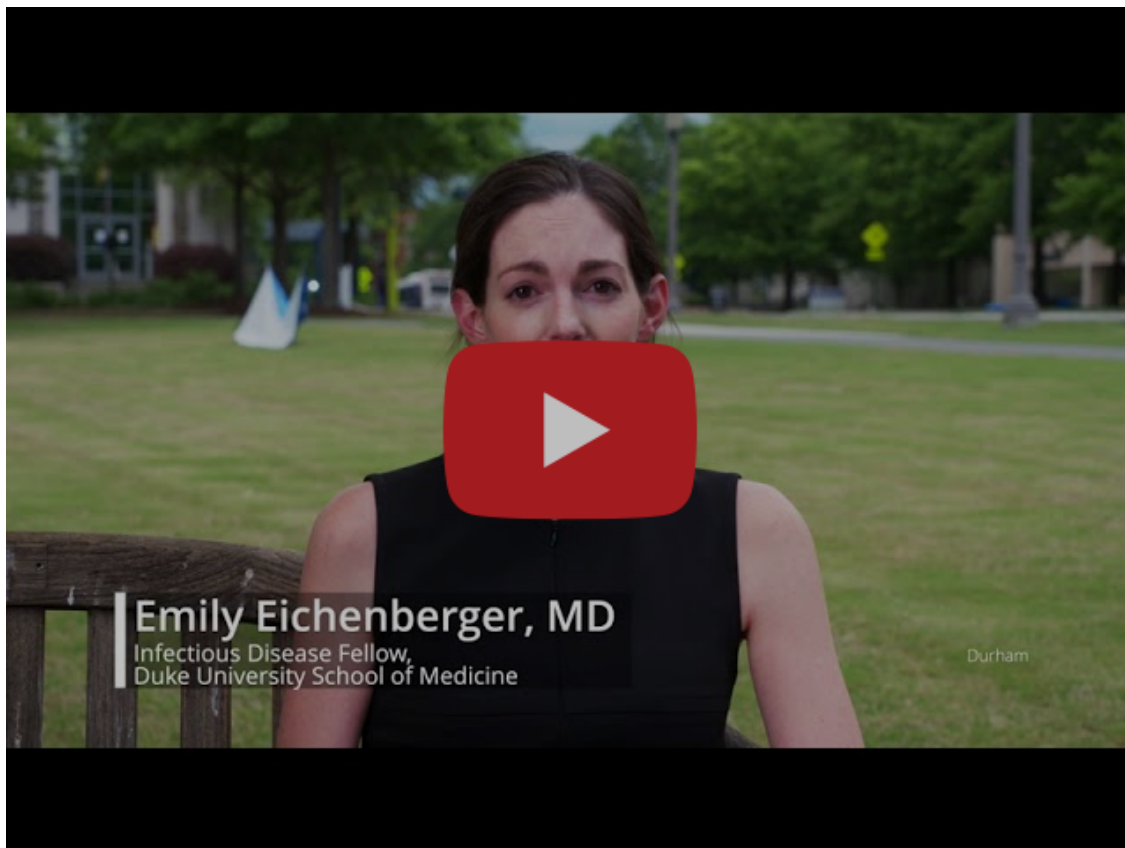 Emily Eichenberger, MD
Infectious Disease Fellow,
Duke University School of Medicine
Durham